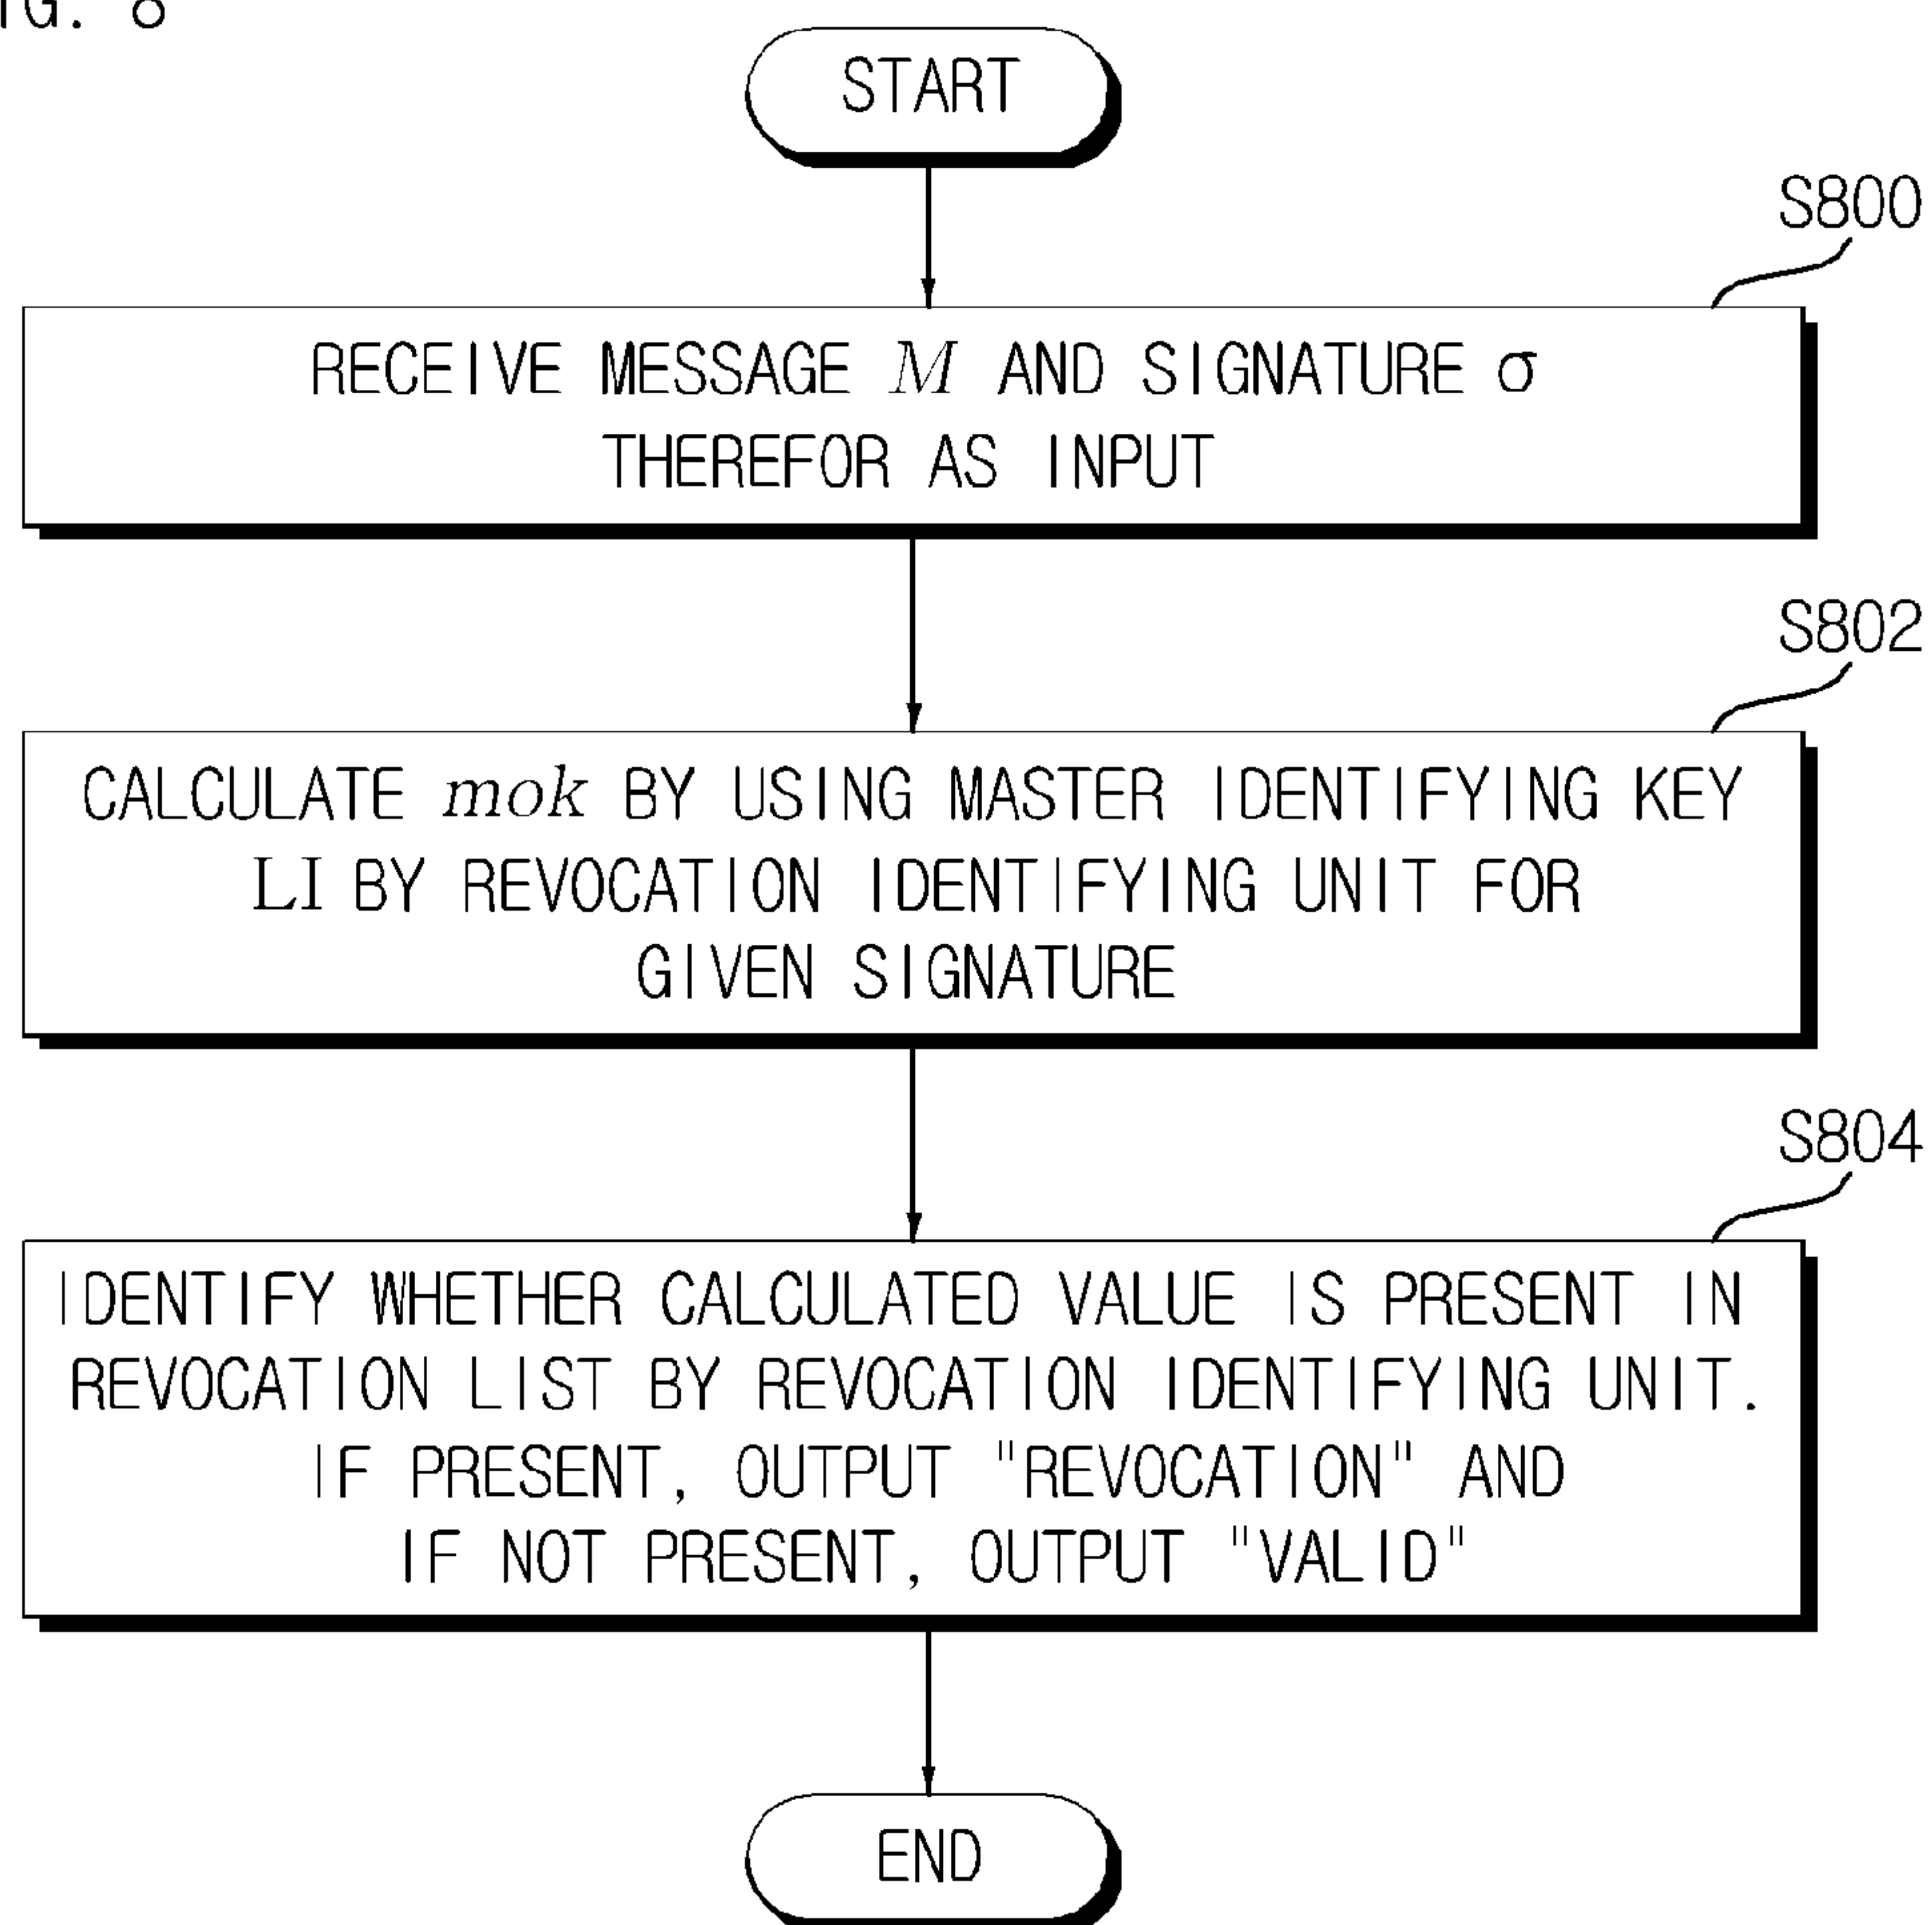 IG. 8
START
S800
RECEIVE MESSAGE M AND SIGNATURE σ
THEREFOR AS INPUT
S802
CALCULATE mok BY USING MASTER IDENTIFYING KEY
LI BY REVOCATION IDENTIFYING UNIT FOR
GIVEN SIGNATURE
S804
IDENTIFY WHETHER CALCULATED VALUE IS PRESENT IN
REVOCATION LIST BY REVOCATION IDENTIFYING UNIT.
IF PRESENT, OUTPUT "REVOCATION" AND
IF NOT PRESENT, OUTPUT "VALID"
END